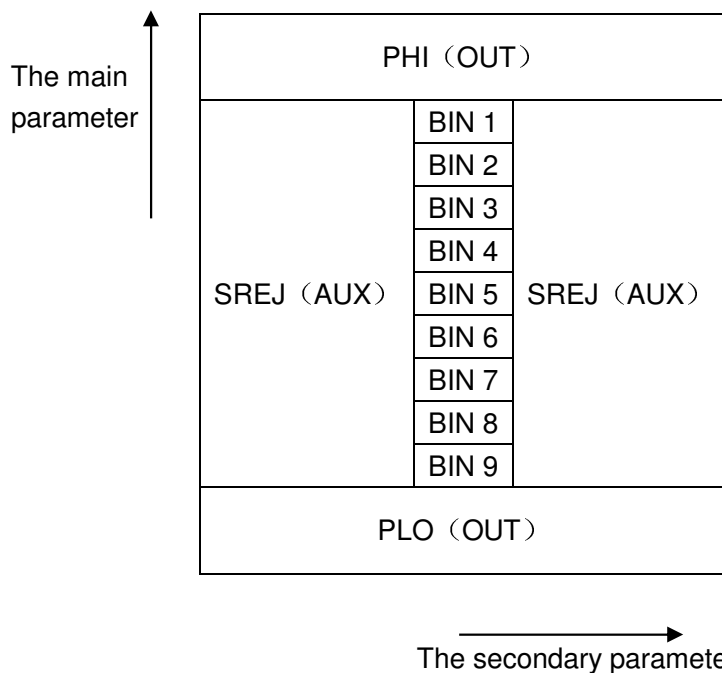 PHI（OUT）
The main
parameter
BIN 1
BIN 2
BIN 3
BIN 4
SREJ（AUX） BIN 5 SREJ（AUX）
BIN 6
BIN 7
BIN 8
BIN 9
PLO（OUT）
The secondary paramete